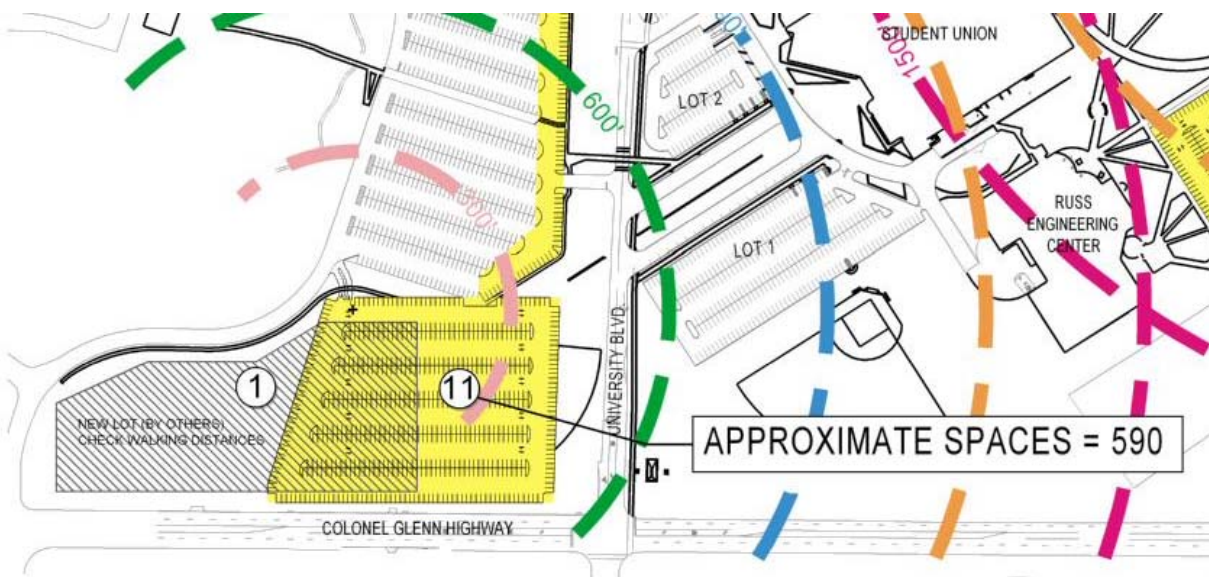 STUDENT UNION
1500'
600'
LOT 2
300'
RUSS
ENGINEERING
CENTER
LOT 1
UNIVERSITY BLVD.
1
11
NEW LOT (BY OTHERS)
CHECK WALKING DISTANCES
APPROXIMATE SPACES = 590
COLONEL GLENN HIGHWAY